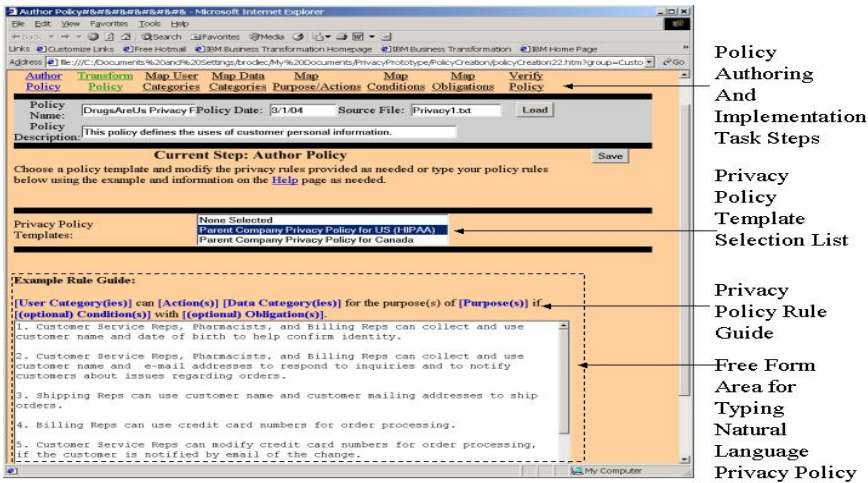 Author Policy#&#&#&#&#&#&#& - Microsoft Internet Explorer
File Edit View Favorites Tools Help
Back Search Favorites Media
Links Customize Links Free Hotmail IBM Business Transformation Homepage IBM Business Transformation IBM Home Page
Address file:///C:/Documents%20and%20Settings/brodiec/My%20Documents/PrivacyPrototype/PolicyCreation/policyCreation22.htm?group=Custo Go
Author Policy
Transform Policy
Map User Categories
Map Data Categories
Map Purpose/Actions
Map Conditions
Map Obligations
Verify Policy
Policy Name: DrugsAreUs Privacy P Policy Date: 3/1/04 Source File: Privacy1.txt Load
Policy Description: This policy defines the uses of customer personal information.
Current Step: Author Policy Save
Choose a policy template and modify the privacy rules provided as needed or type your policy rules
below using the example and information on the Help page as needed.
Privacy Policy Templates:
None Selected
Parent Company Privacy Policy for US (HIPAA)
Parent Company Privacy Policy for Canada
Example Rule Guide:
[User Category(ies)] can [Action(s)] [Data Category(ies)] for the purpose(s) of [Purpose(s)] if
[(optional) Condition(s)] with [(optional) Obligation(s)].
1. Customer Service Reps, Pharmacists, and Billing Reps can collect and use
customer name and date of birth to help confirm identity.
2. Customer Service Reps, Pharmacists, and Billing Reps can collect and use
customer name and e-mail addresses to respond to inquiries and to notify
customers about issues regarding orders.
3. Shipping Reps can use customer name and customer mailing addresses to ship
orders.
4. Billing Reps can use credit card numbers for order processing.
5. Customer Service Reps can modify credit card numbers for order processing,
if the customer is notified by email of the change.
My Computer
Policy
Authoring
And
Implementation
Task Steps
Privacy
Policy
Template
Selection List
Privacy
Policy Rule
Guide
Free Form
Area for
Typing
Natural
Language
Privacy Policy